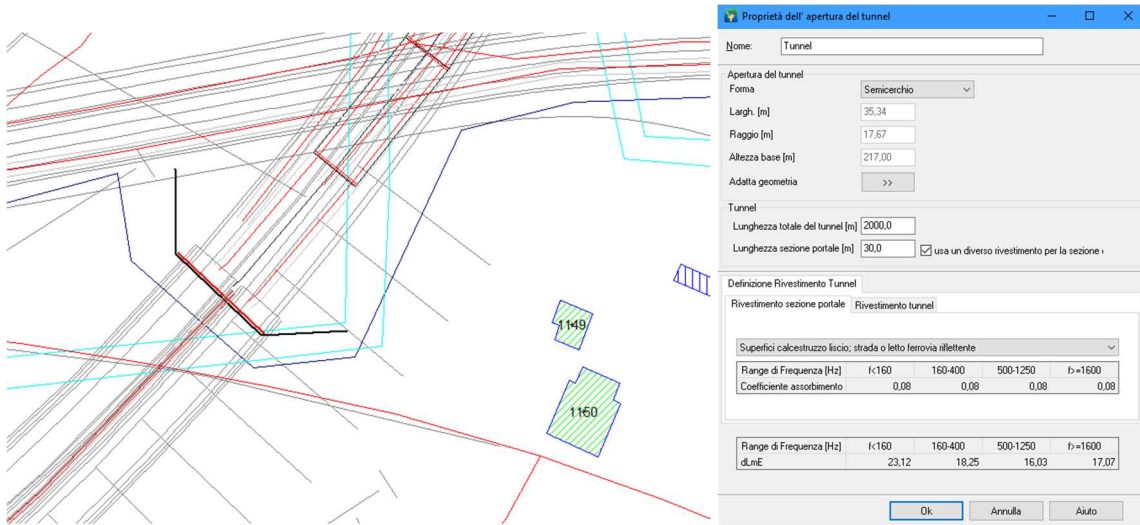 1149
1150
Proprietà dell' apertura del tunnel
Nome: Tunnel
Apertura del tunnel
Forma Semicerchio
Largh. [m] 35,34
Raggio [m] 17,67
Altezza base [m] 217,00
Adatta geometria >>
Tunnel
Lunghezza totale del tunnel [m] 2000,0
Lunghezza sezione portale [m] 30,0 usa un diverso rivestimento per la sezione
Definizione Rivestimento Tunnel
Rivestimento sezione portale Rivestimento tunnel
Superfici calcestruzzo liscio; strada o letto ferrovia riflettente
Range di Frequenza [Hz] f<160 160-400 500-1250 f>=1600
Coefficiente assorbimento 0,08 0,08 0,08 0,08
Range di Frequenza [Hz] f<160 160-400 500-1250 f>=1600
dLmE 23,12 18,25 16,03 17,07
Ok Annulla Aiuto